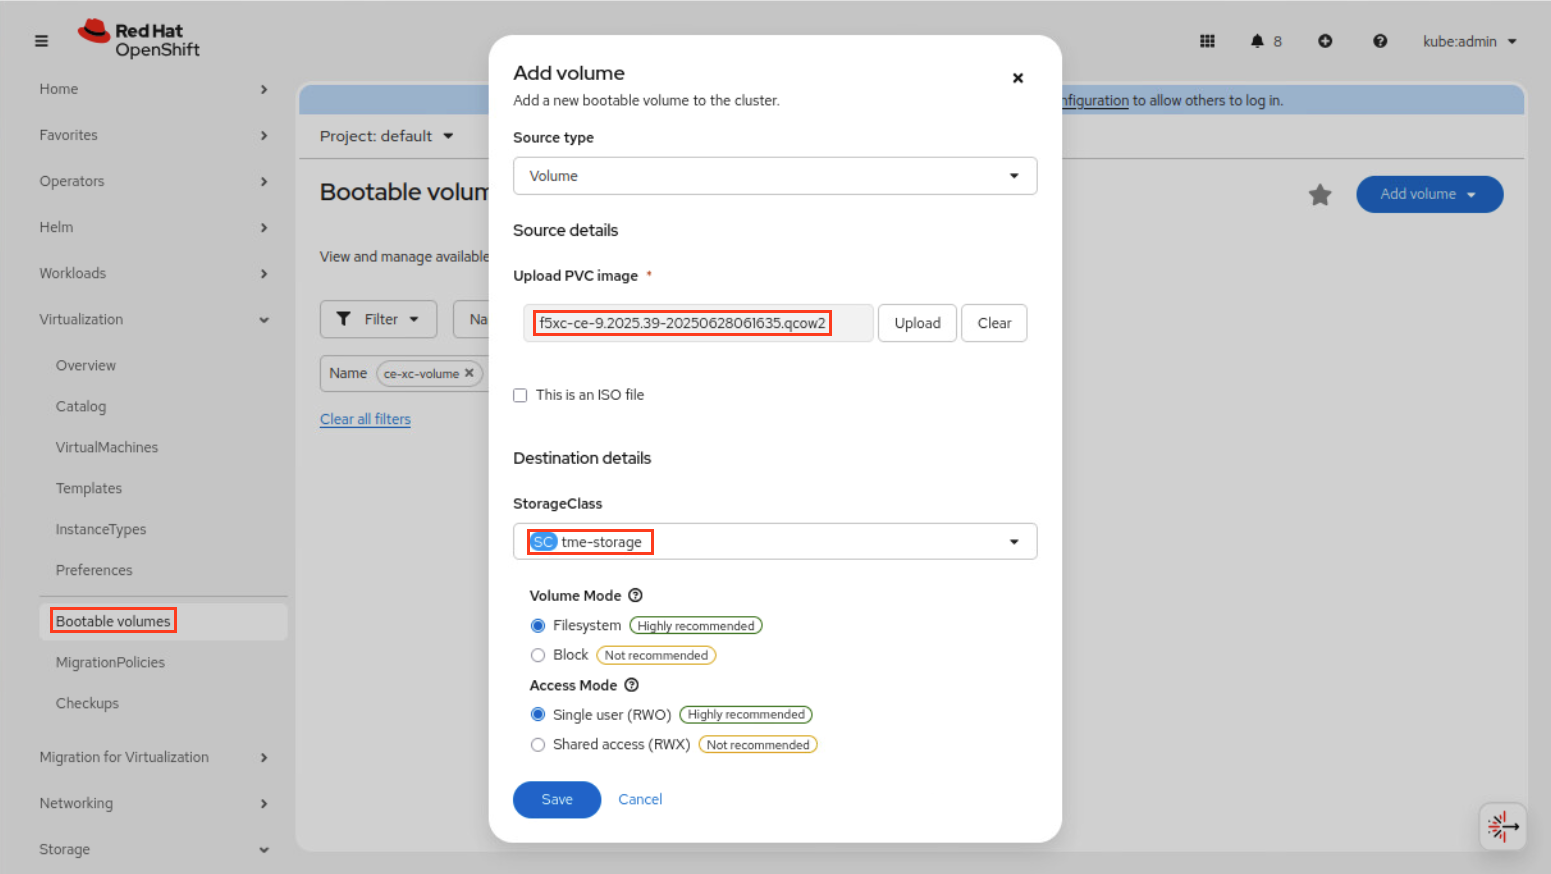 Red Hat
OpenShift
8
kube:admin
Home
Favorites
Operators
Helm
Workloads
Virtualization
Overview
Catalog
VirtualMachines
Templates
InstanceTypes
Preferences
Bootable volumes
MigrationPolicies
Checkups
Migration for Virtualization
Networking
Storage
nfiguration to allow others to log in.
Project: default
Bootable volum
Add volume
View and manage available
Filter
Na
Name ce-xc-volume
Clear all filters
Add volume
Add a new bootable volume to the cluster.
Source type
Volume
Source details
Upload PVC image *
f5xc-ce-9.2025.39-20250628061635.qcow2
Upload
Clear
This is an ISO file
Destination details
StorageClass
SC tme-storage
Volume Mode
Filesystem Highly recommended
Block Not recommended
Access Mode
Single user (RWO) Highly recommended
Shared access (RWX) Not recommended
Save
Cancel